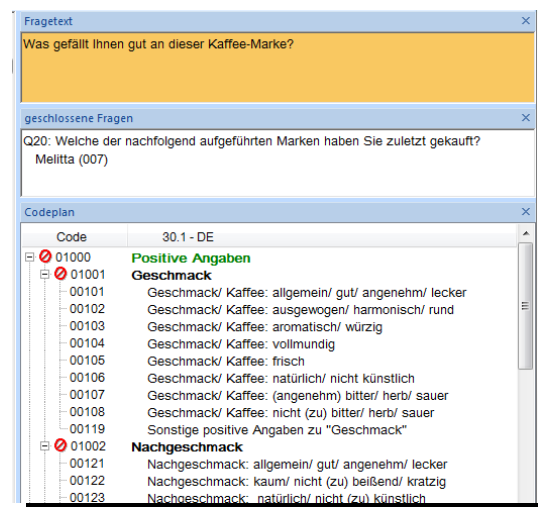 Fragetext
Was gefällt Ihnen gut an dieser Kaffee-Marke?
geschlossene Fragen
Q20: Welche der nachfolgend aufgeführten Marken haben Sie zuletzt gekauft?
Melitta (007)
Codeplan
Code 30.1 - DE
01000 Positive Angaben
01001 Geschmack
00101 Geschmack/ Kaffee: allgemein/ gut/ angenehm/ lecker
00102 Geschmack/ Kaffee: ausgewogen/ harmonisch/ rund
00103 Geschmack/ Kaffee: aromatisch/ würzig
00104 Geschmack/ Kaffee: vollmundig
00105 Geschmack/ Kaffee: frisch
00106 Geschmack/ Kaffee: natürlich/ nicht künstlich
00107 Geschmack/ Kaffee: (angenehm) bitter/ herb/ sauer
00108 Geschmack/ Kaffee: nicht (zu) bitter/ herb/ sauer
00119 Sonstige positive Angaben zu "Geschmack"
01002 Nachgeschmack
00121 Nachgeschmack: allgemein/ gut/ angenehm/ lecker
00122 Nachgeschmack: kaum/ nicht (zu) beißend/ kratzig
00123 Nachgeschmack: natürlich/ nicht (zu) künstlich